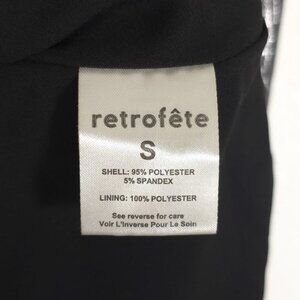 retrofête
S
SHELL: 95% POLYESTER
5% SPANDEX
LINING: 100% POLYESTER
See reverse for care
Voir L'Inverse Pour Le Soin